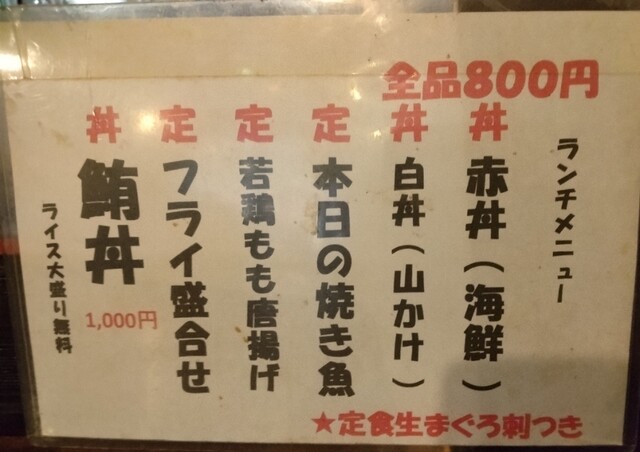 ランチメニュー
全品800円
丼 赤丼（海鮮）
丼 白丼（山かけ）
定 本日の焼き魚
定 若鶏もも唐揚げ
定 フライ盛合せ
丼 鮪丼 1,000円
ライス大盛り無料
★定食生まぐろ刺つき